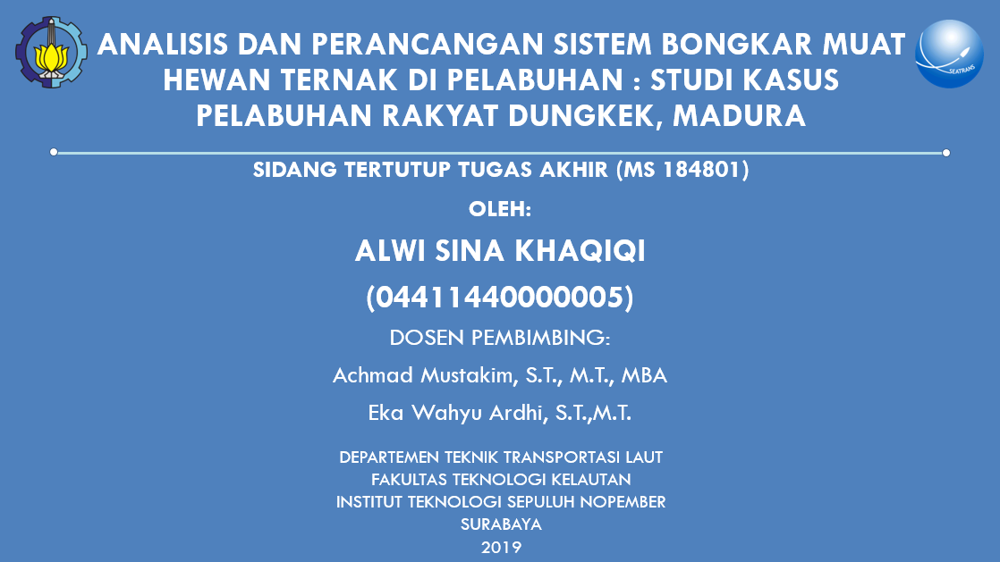 ANALISIS DAN PERANCANGAN SISTEM BONGKAR MUAT
HEWAN TERNAK DI PELABUHAN : STUDI KASUS
PELABUHAN RAKYAT DUNGKEK, MADURA
SEATRANS
SIDANG TERTUTUP TUGAS AKHIR (MS 184801)
OLEH:
ALWI SINA KHAQIQI
(04411440000005)
DOSEN PEMBIMBING:
Achmad Mustakim, S.T., M.T., MBA
Eka Wahyu Ardhi, S.T.,M.T.
DEPARTEMEN TEKNIK TRANSPORTASI LAUT
FAKULTAS TEKNOLOGI KELAUTAN
INSTITUT TEKNOLOGI SEPULUH NOPEMBER
SURABAYA
2019